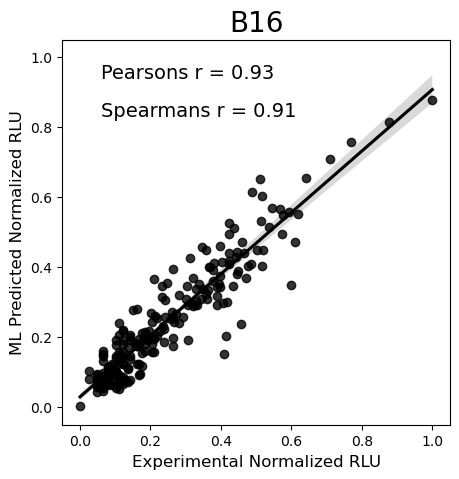 B16
Pearsons r = 0.93
Spearmans r = 0.91
ML Predicted Normalized RLU
1.0
0.8
0.6
0.4
0.2
0.0
0.0 0.2 0.4 0.6 0.8 1.0
Experimental Normalized RLU